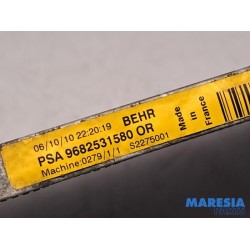 06/10/10 22:20:19 BEHR
PSA 9682531580 OR
Machine:0279/1/1 S2275001
Made
in
France
MARESIA